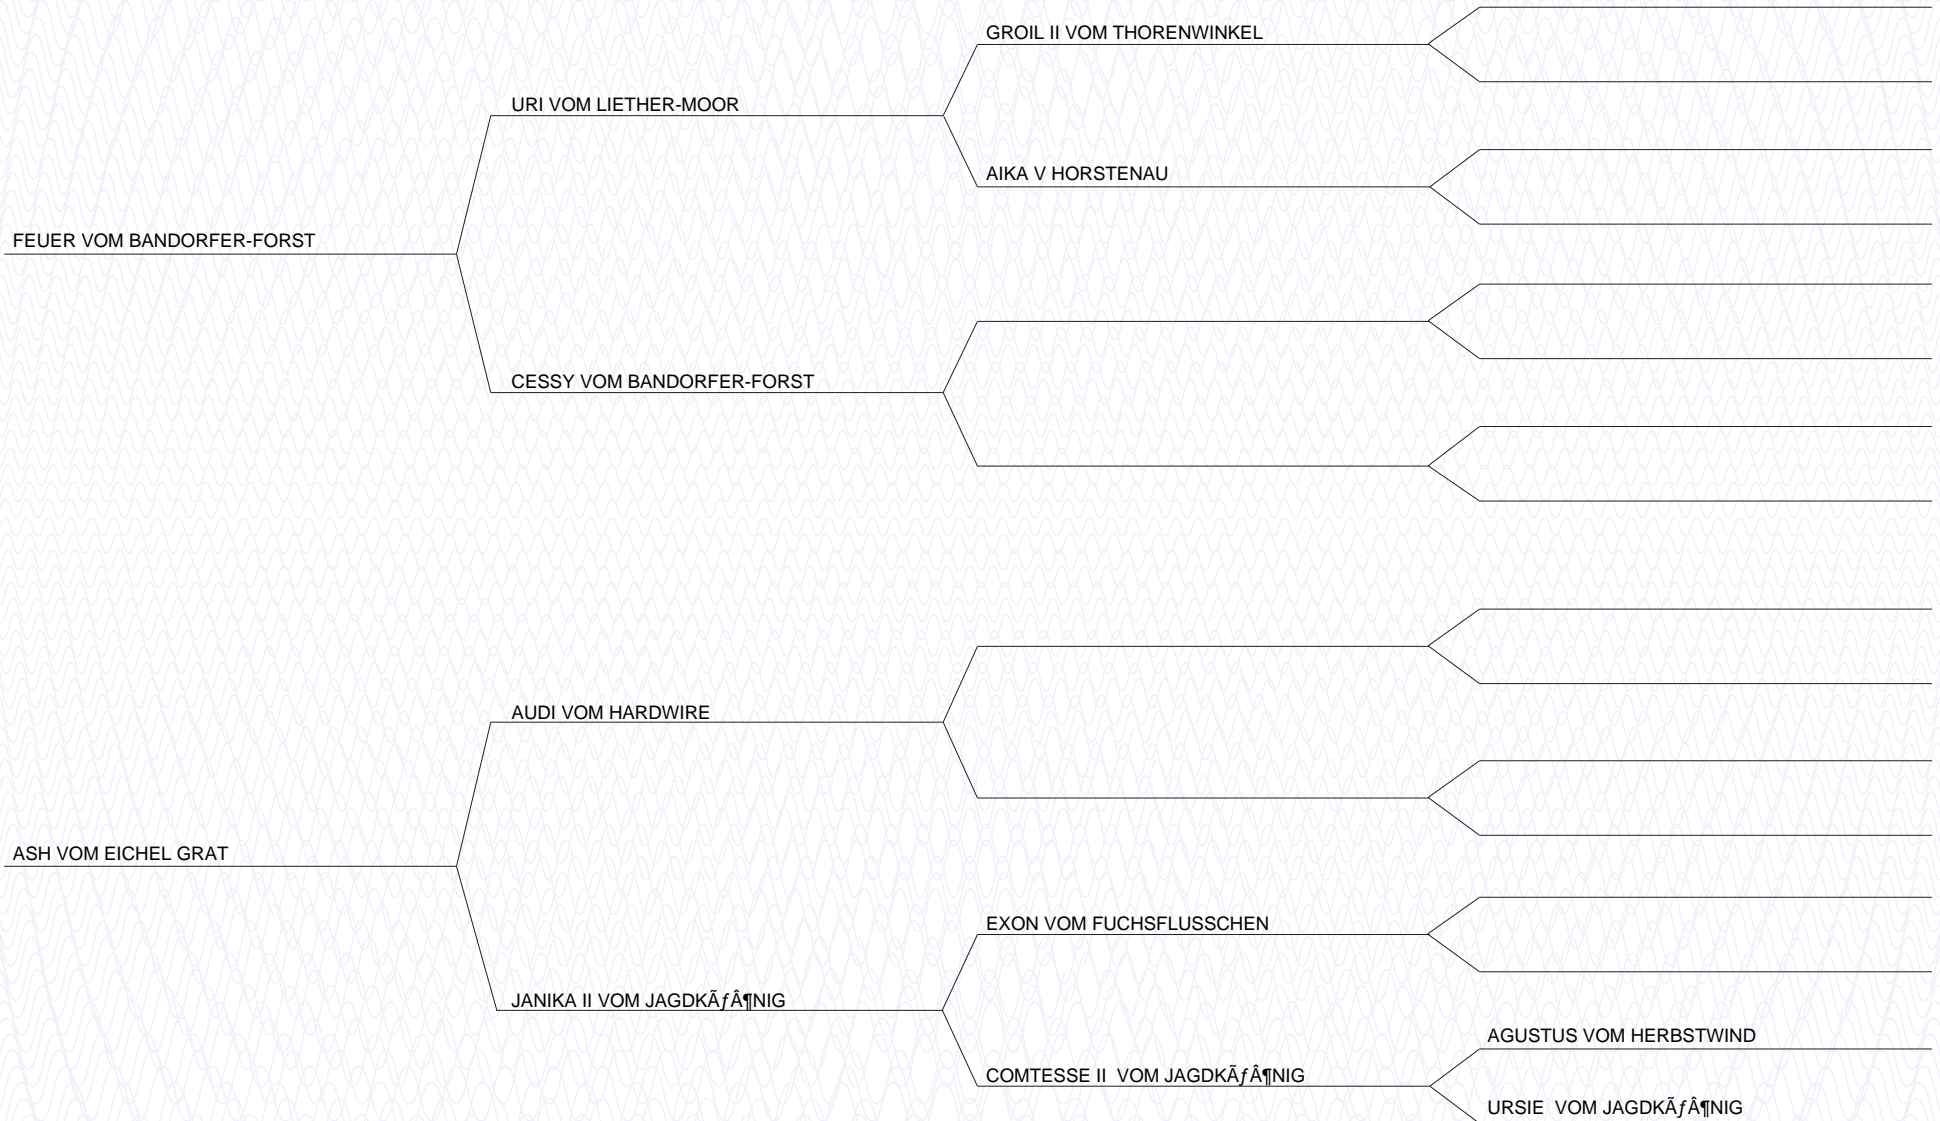 GROIL II VOM THORENWINKEL
URI VOM LIETHER-MOOR
AIKA V HORSTENAU
FEUER VOM BANDORFER-FORST
CESSY VOM BANDORFER-FORST
AUDI VOM HARDWIRE
ASH VOM EICHEL GRAT
EXON VOM FUCHSFLUSSCHEN
JANIKA II VOM JAGDKÃƒÂ¶NIG
AGUSTUS VOM HERBSTWIND
COMTESSE II  VOM JAGDKÃƒÂ¶NIG
URSIE  VOM JAGDKÃƒÂ¶NIG